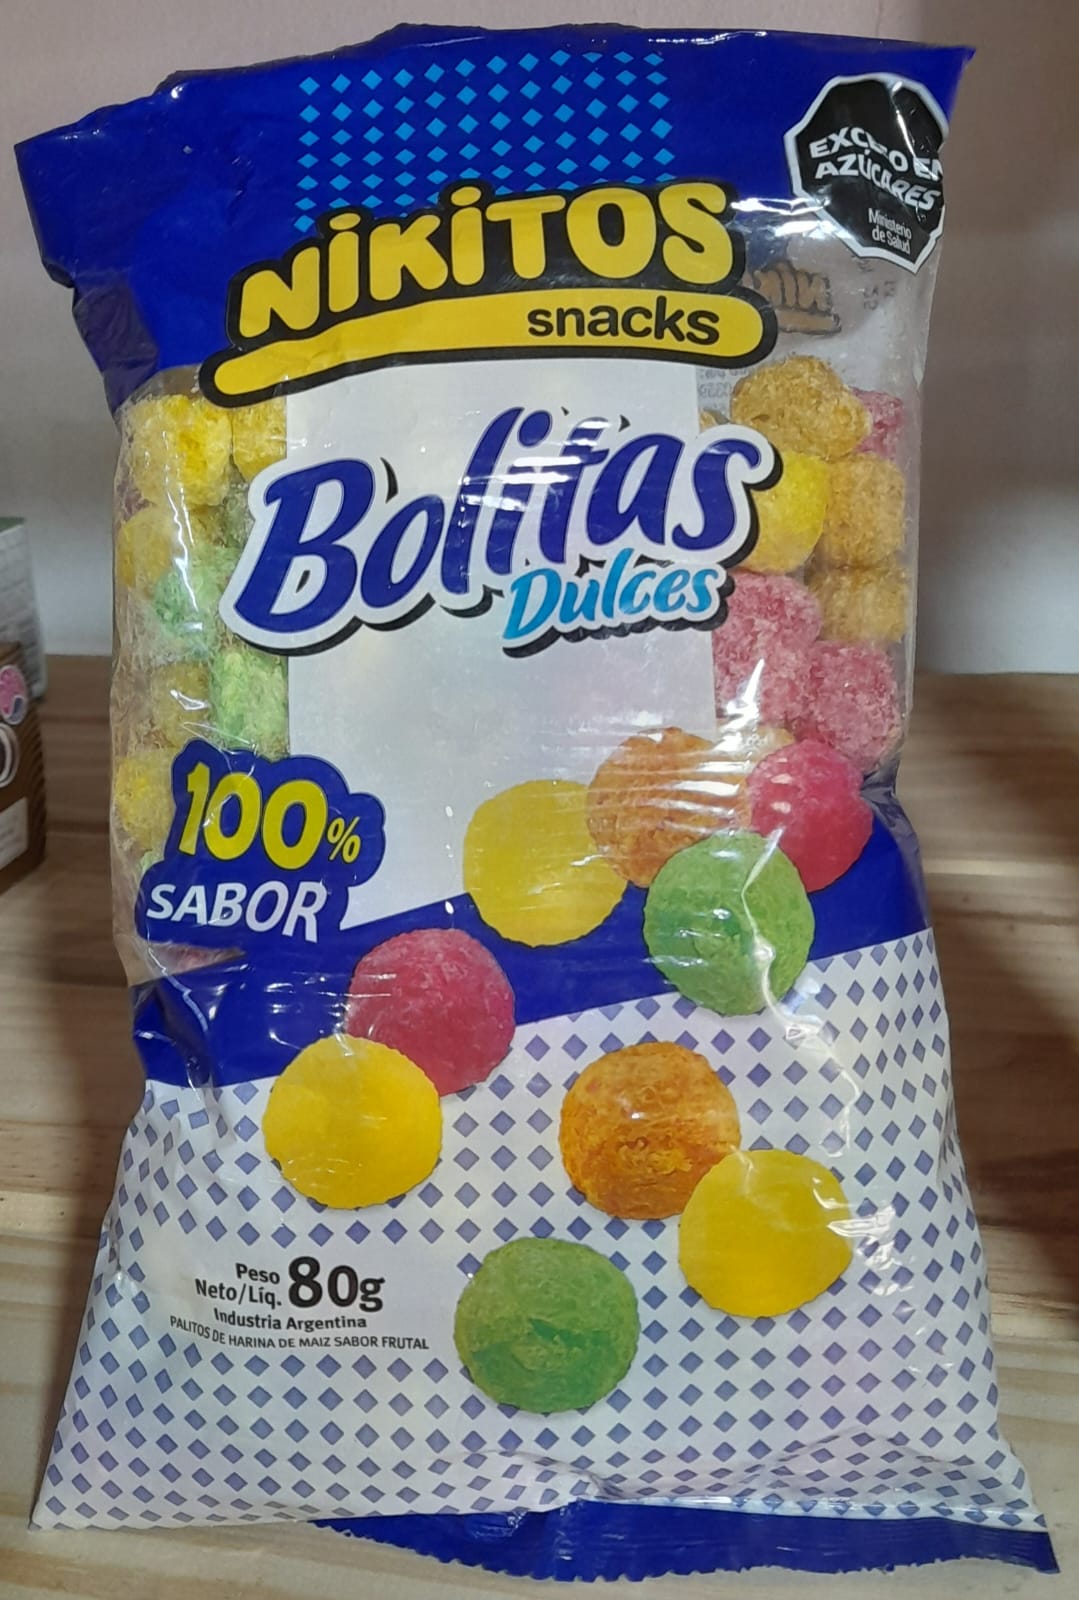 EXCESO EN
AZÚCARES
Ministerio
de Salud
NIKITOS
snacks
Bolitas
Dulces
100%
SABOR
Peso
Neto/Líq. 80g
Industria Argentina
PALITOS DE HARINA DE MAIZ SABOR FRUTAL